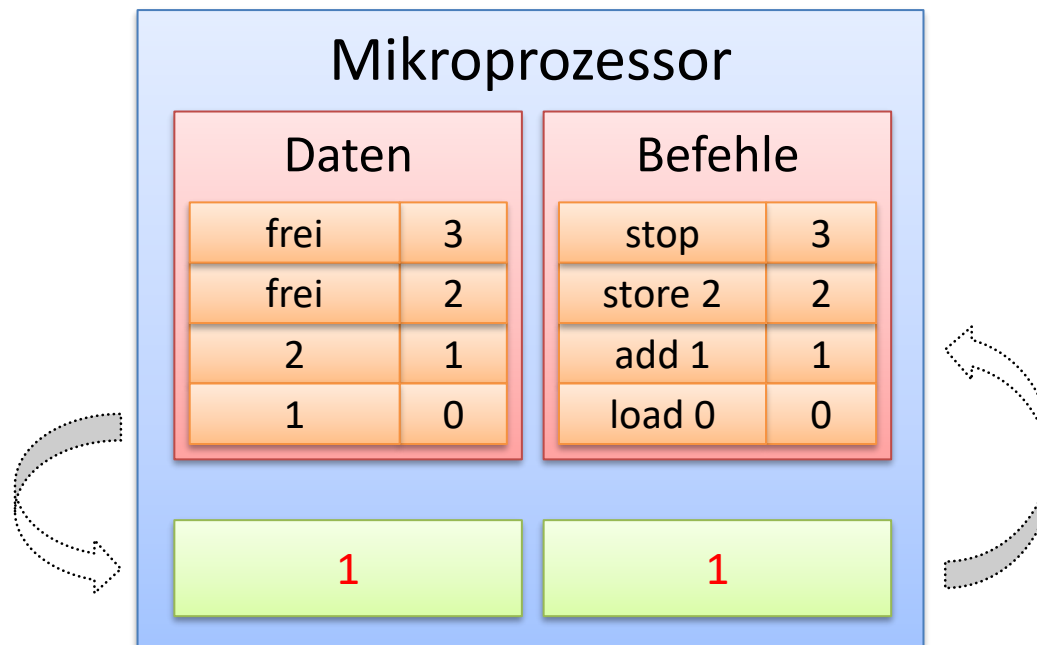 Mikroprozessor
Daten
frei 3
frei 2
2 1
1 0
Befehle
stop 3
store 2 2
add 1 1
load 0 0
1
1